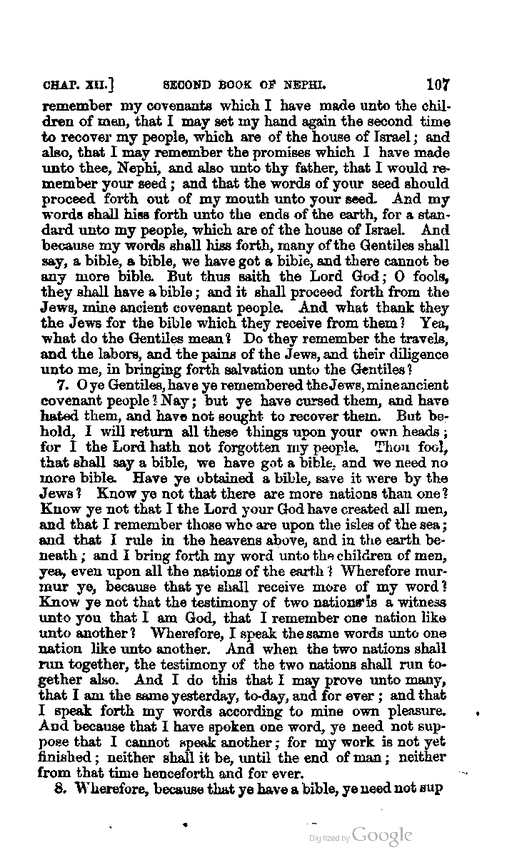 CHAP. XII.] SECOND BOOK OF NEPHI. 107
remember my covenants which I have made unto the chil-
dren of men, that I may set my hand again the second time
to recover my people, which are of the house of Israel; and
also, that I may remember the promises which I have made
unto thee, Nephi, and also unto thy father, that I would re-
member your seed; and that the words of your seed should
proceed forth out of my mouth unto your seed. And my
words shall hiss forth unto the ends of the earth, for a stan-
dard unto my people, which are of the house of Israel. And
because my words shall hiss forth, many of the Gentiles shall
say, a bible, a bible, we have got a bible, and there cannot be
any more bible. But thus saith the Lord God; O fools,
they shall have a bible; and it shall proceed forth from the
Jews, mine ancient covenant people. And what thank they
the Jews for the bible which they receive from them? Yea,
what do the Gentiles mean? Do they remember the travels,
and the labors, and the pains of the Jews, and their diligence
unto me, in bringing forth salvation unto the Gentiles?
7. O ye Gentiles, have ye remembered the Jews, mine ancient
covenant people? Nay; but ye have cursed them, and have
hated them, and have not sought to recover them. But be-
hold, I will return all these things upon your own heads;
for I the Lord hath not forgotten my people. Thou fool,
that shall say a bible, we have got a bible, and we need no
more bible. Have ye obtained a bible, save it were by the
Jews? Know ye not that there are more nations than one?
Know ye not that I the Lord your God have created all men,
and that I remember those who are upon the isles of the sea;
and that I rule in the heavens above, and in the earth be-
neath; and I bring forth my word unto the children of men,
yea, even upon all the nations of the earth? Wherefore mur-
mur ye, because that ye shall receive more of my word?
Know ye not that the testimony of two nations is a witness
unto you that I am God, that I remember one nation like
unto another? Wherefore, I speak the same words unto one
nation like unto another. And when the two nations shall
run together, the testimony of the two nations shall run to-
gether also. And I do this that I may prove unto many,
that I am the same yesterday, to-day, and for ever; and that
I speak forth my words according to mine own pleasure.
And because that I have spoken one word, ye need not sup-
pose that I cannot speak another; for my work is not yet
finished; neither shall it be, until the end of man; neither
from that time henceforth and for ever.
8. Wherefore, because that ye have a bible, ye need not sup
Digitized by Google